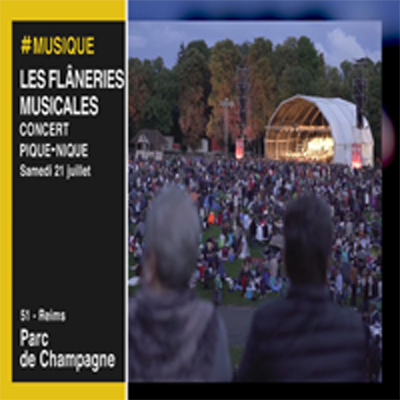 #MUSIQUE
LES FLÂNERIES
MUSICALES
CONCERT
PIQUE-NIQUE
Samedi 21 juillet
51 - Reims
Parc
de Champagne